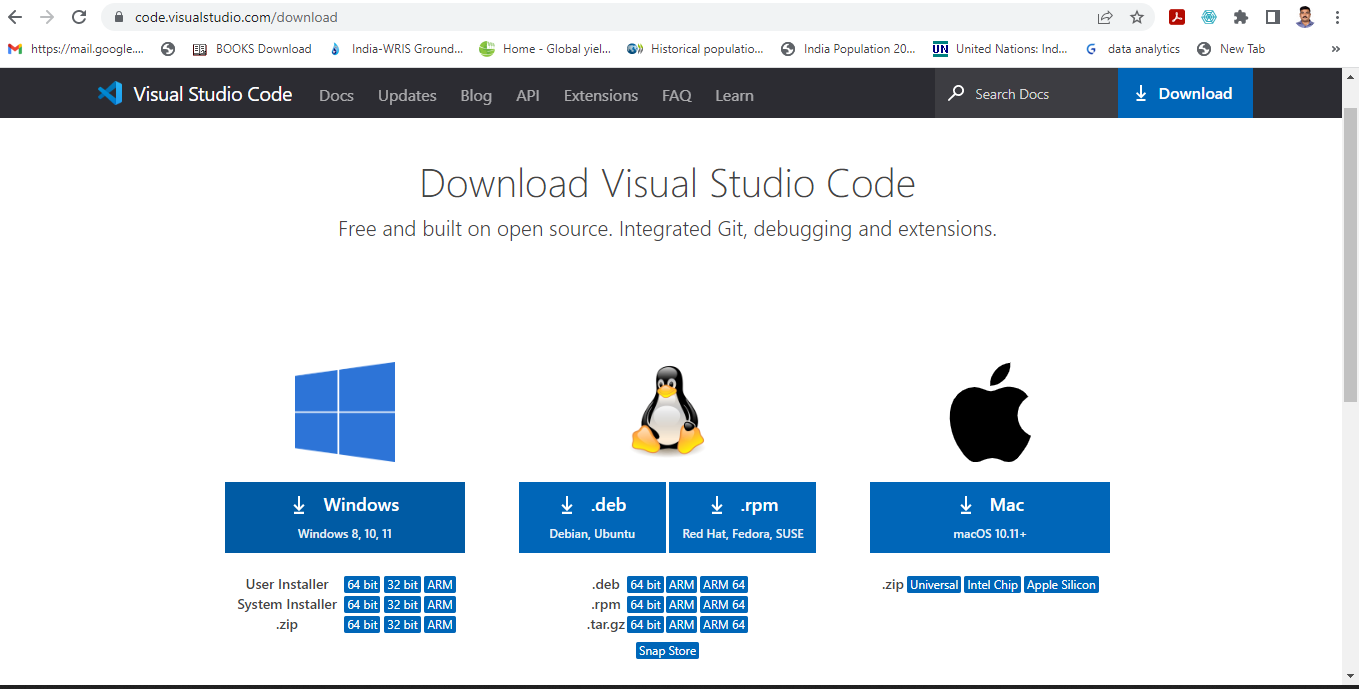 code.visualstudio.com/download
https://mail.google.... BOOKS Download India-WRIS Ground... Home - Global yiel... Historical populatio... India Population 20... UN United Nations: Ind... G data analytics New Tab »
Visual Studio Code Docs Updates Blog API Extensions FAQ Learn Search Docs Download
Download Visual Studio Code
Free and built on open source. Integrated Git, debugging and extensions.
Windows
Windows 8, 10, 11
User Installer 64 bit 32 bit ARM
System Installer 64 bit 32 bit ARM
.zip 64 bit 32 bit ARM
.deb
Debian, Ubuntu
.rpm
Red Hat, Fedora, SUSE
.deb 64 bit ARM ARM 64
.rpm 64 bit ARM ARM 64
.tar.gz 64 bit ARM ARM 64
Snap Store
Mac
macOS 10.11+
.zip Universal Intel Chip Apple Silicon